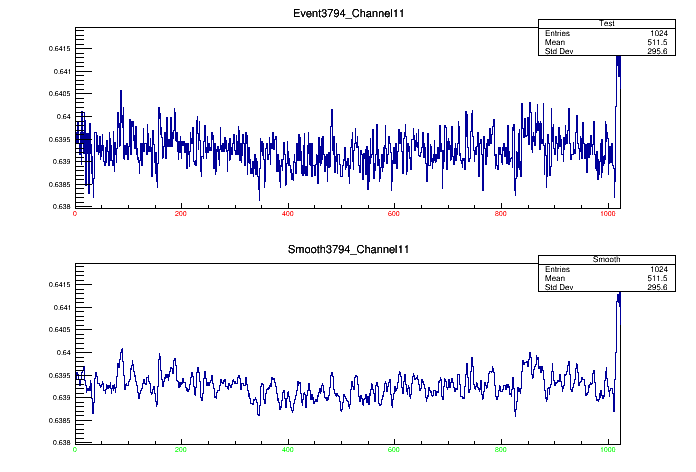 Event3794_Channel11
Test
Entries 1024
Mean 511.5
Std Dev 295.6
0.6415
0.641
0.6405
0.64
0.6395
0.639
0.6385
0.638
0 200 400 600 800 1000
Smooth3794_Channel11
Smooth
Entries 1024
Mean 511.5
Std Dev 295.6
0.6415
0.641
0.6405
0.64
0.6395
0.639
0.6385
0.638
0 200 400 600 800 1000